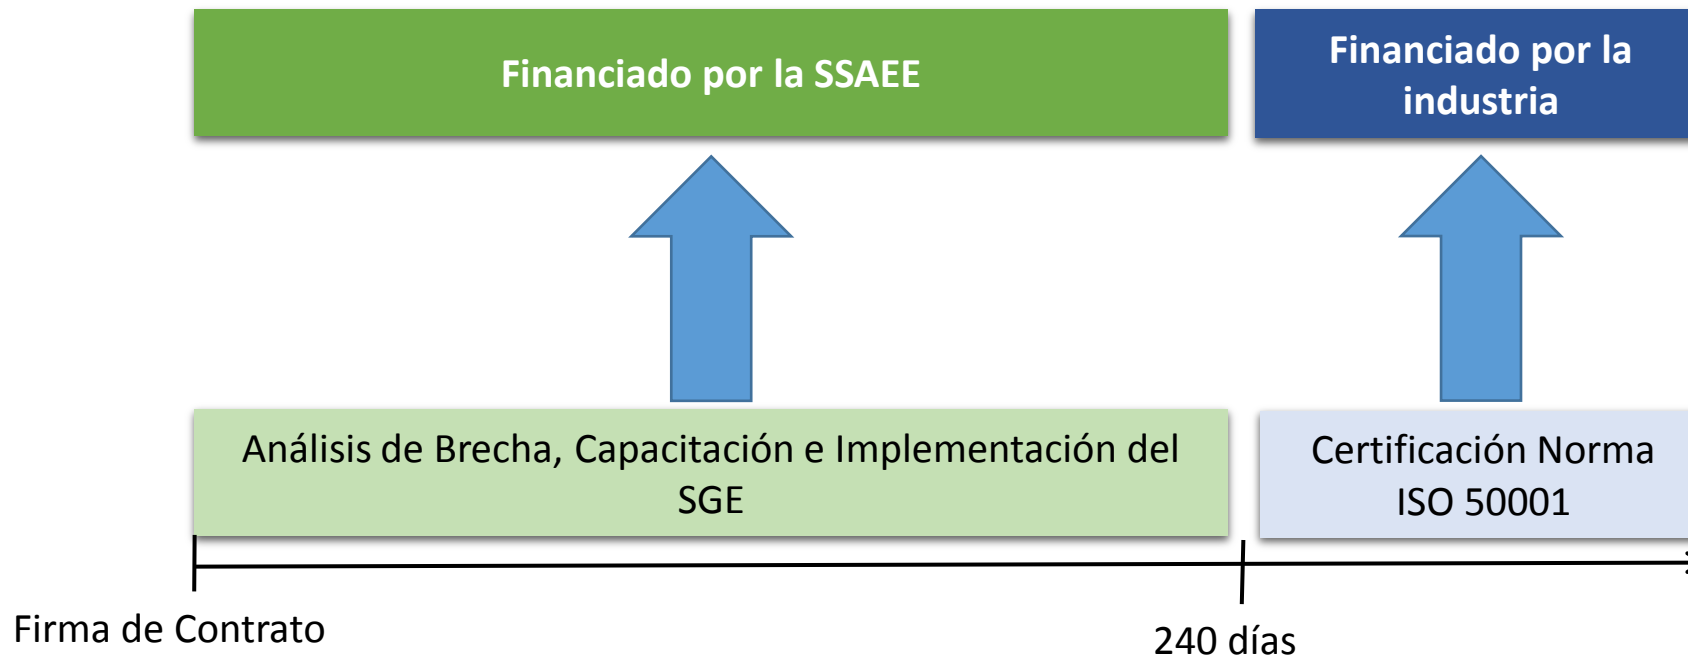 Financiado por la SSAEE
Financiado por la
industria
Análisis de Brecha, Capacitación e Implementación del
SGE
Certificación Norma
ISO 50001
Firma de Contrato
240 días